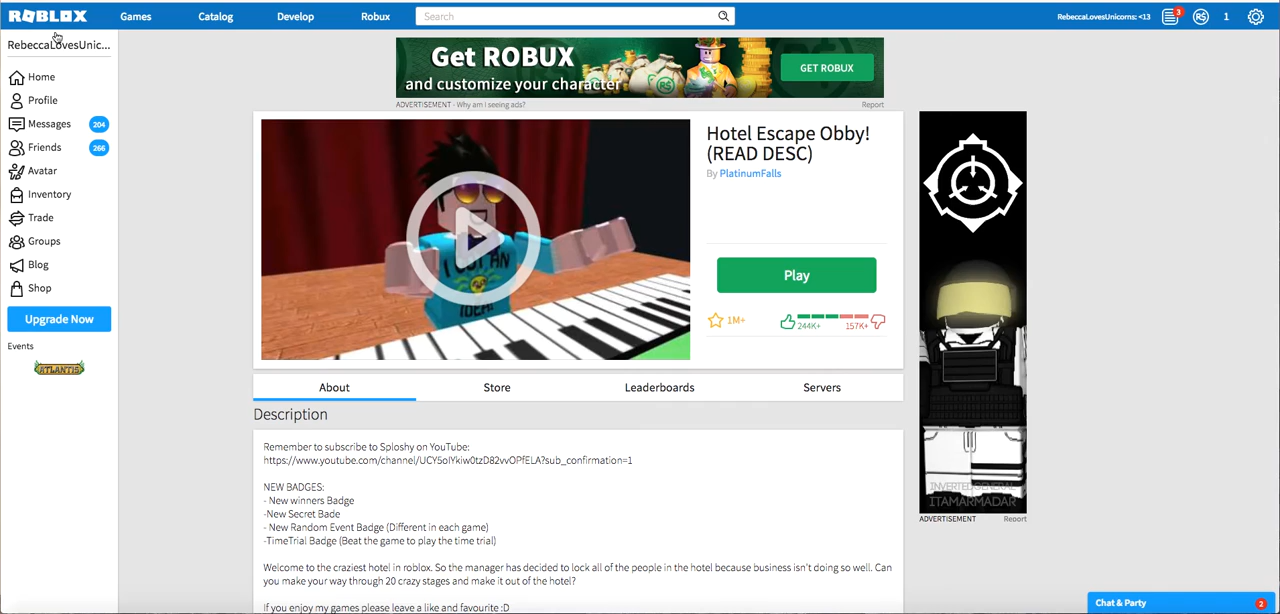 ROBLOX
Games
Catalog
Develop
Robux
Search
RebeccaLovesUnicorns: <13
3
R$
1
RebeccaLovesUnic...
Home
Profile
Messages
204
Friends
266
Avatar
Inventory
Trade
Groups
Blog
Shop
Upgrade Now
Events
ATLANTIS
Get ROBUX
and customize your character
GET ROBUX
ADVERTISEMENT - Why am I seeing ads?
Report
I GOT AN
IDEA!
Hotel Escape Obby!
(READ DESC)
By PlatinumFalls
Play
1M+
244K+
157K+
About
Store
Leaderboards
Servers
Description
Remember to subscribe to Sploshy on YouTube:
https://www.youtube.com/channel/UCY5oIYkiw0tzD82vvOPfELA?sub_confirmation=1
NEW BADGES:
- New winners Badge
-New Secret Bade
- New Random Event Badge (Different in each game)
-TimeTrial Badge (Beat the game to play the time trial)
Welcome to the craziest hotel in roblox. So the manager has decided to lock all of the people in the hotel because business isn't doing so well. Can
you make your way through 20 crazy stages and make it out of the hotel?
If you enjoy my games please leave a like and favourite :D
INVERTEDGENERAL
ITAMARMADAR
ADVERTISEMENT
Report
Chat & Party
2